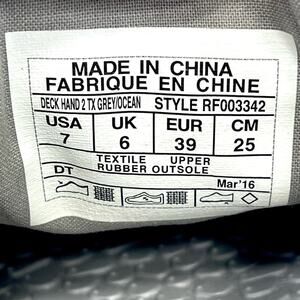 MADE IN CHINA
FABRIQUE EN CHINE
DECK HAND 2 TX GREY/OCEAN STYLE RF003342
USA UK EUR CM
7 6 39 25
TEXTILE UPPER
RUBBER OUTSOLE
DT Mar'16